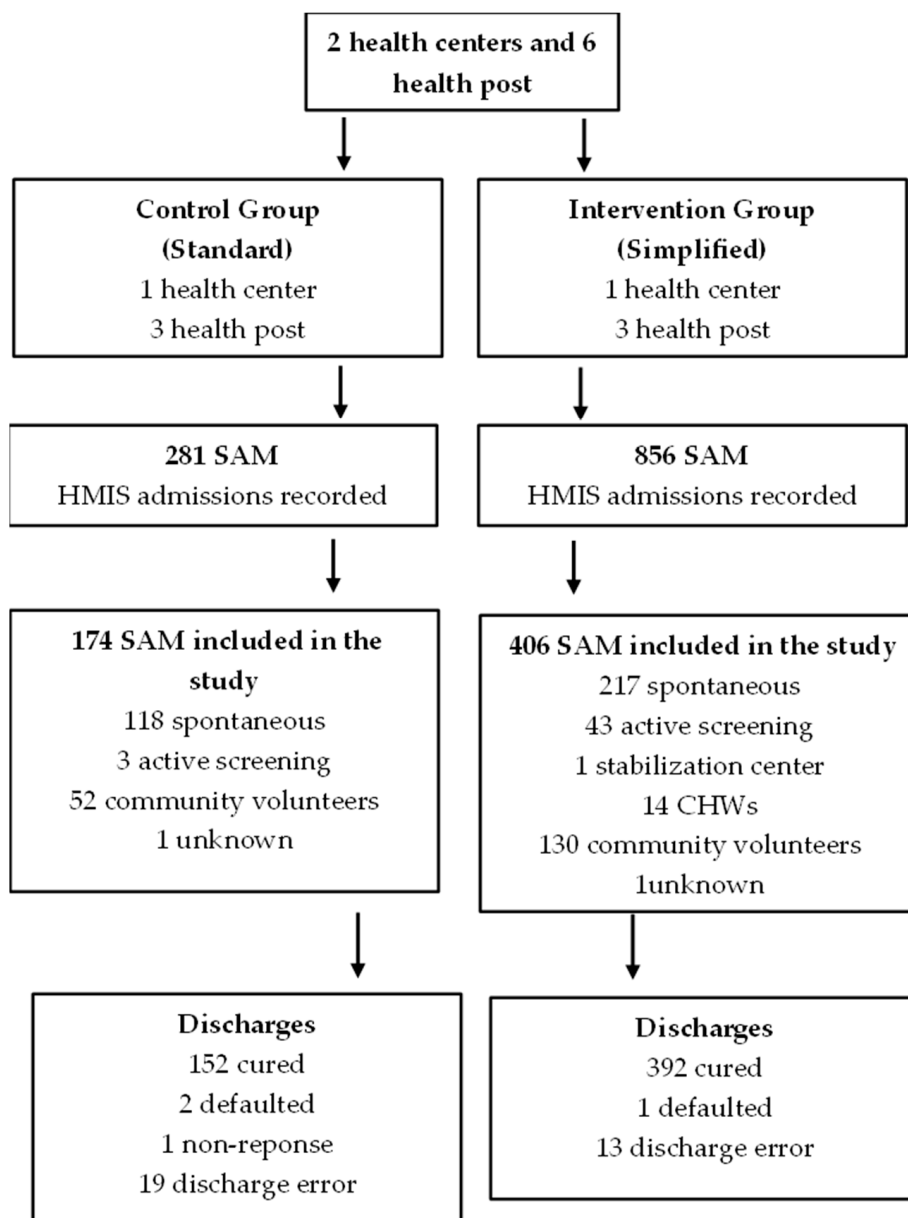 2 health centers and 6
health post
Control Group
(Standard)
1 health center
3 health post
Intervention Group
(Simplified)
1 health center
3 health post
281 SAM
HMIS admissions recorded
856 SAM
HMIS admissions recorded
174 SAM included in the
study
118 spontaneous
3 active screening
52 community volunteers
1 unknown
406 SAM included in the study
217 spontaneous
43 active screening
1 stabilization center
14 CHWs
130 community volunteers
1unknown
Discharges
152 cured
2 defaulted
1 non-reponse
19 discharge error
Discharges
392 cured
1 defaulted
13 discharge error